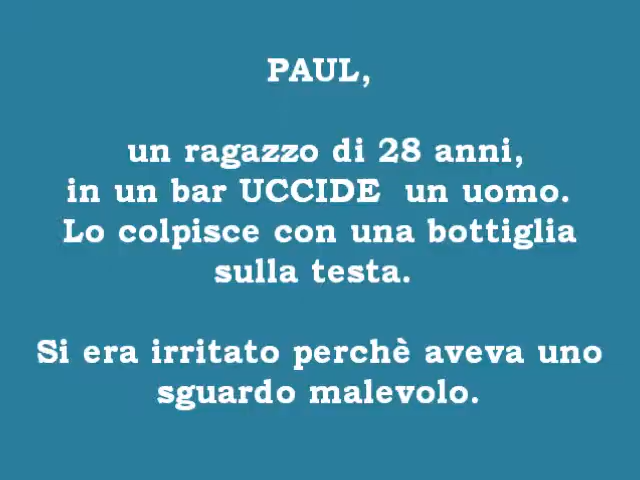 PAUL,
un ragazzo di 28 anni,
in un bar UCCIDE un uomo.
Lo colpisce con una bottiglia
sulla testa.
Si era irritato perchè aveva uno
sguardo malevolo.